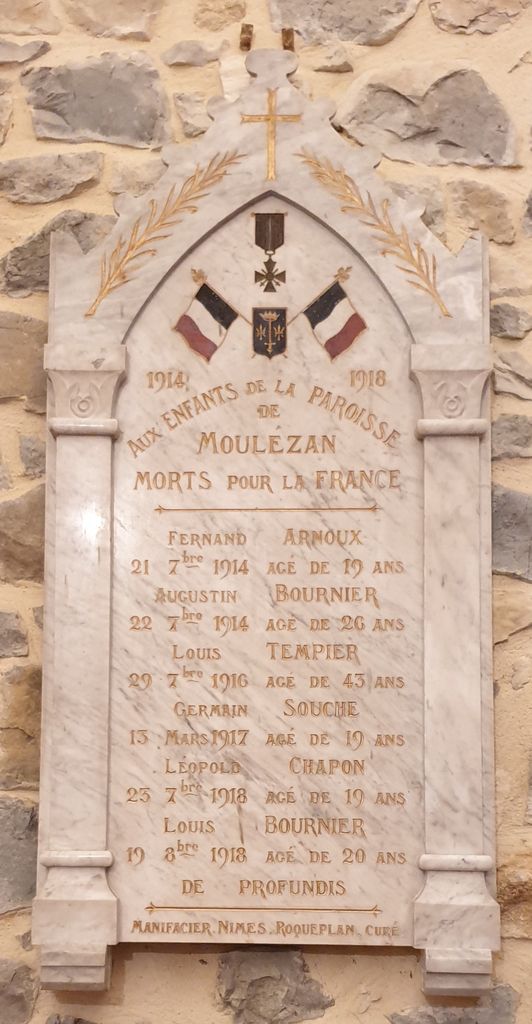 1914 1918
AUX ENFANTS DE LA PAROISSE
DE
MOULÉZAN
MORTS POUR LA FRANCE
FERNAND ARNOUX
21 7bre 1914 AGÉ DE 19 ANS
AUGUSTIN BOURNIER
22 7bre 1914 AGÉ DE 26 ANS
LOUIS TEMPIER
29 7bre 1916 AGÉ DE 43 ANS
GERMAIN SOUCHE
13 MARS 1917 AGÉ DE 19 ANS
LÉOPOLD CHAPON
23 7bre 1918 AGÉ DE 19 ANS
LOUIS BOURNIER
19 8bre 1918 AGÉ DE 20 ANS
DE PROFUNDIS
MANIFACIER. NIMES. ROQUEPLAN. CURÉ